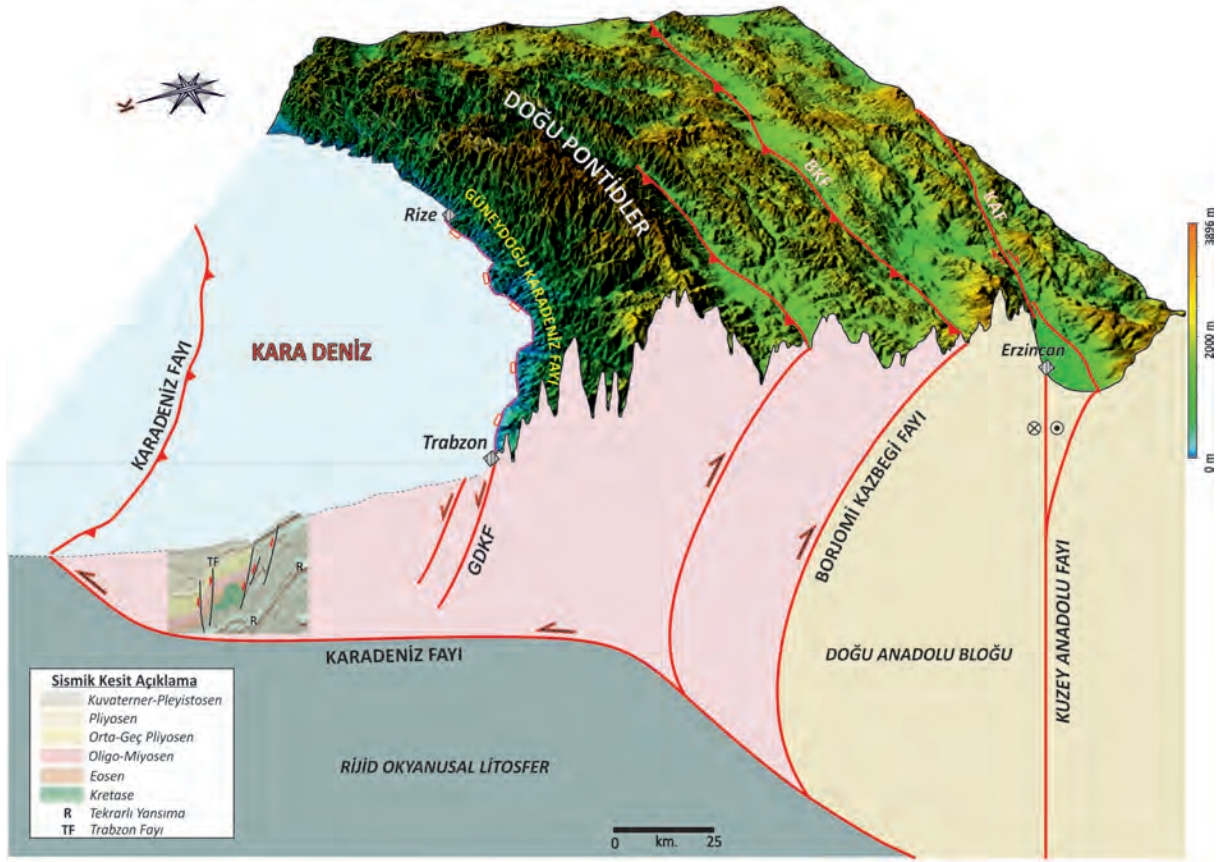 K
DOĞU PONTİDLER
BKF
KAF
Rize
GÜNEYDOĞU KARADENİZ FAYI
KARA DENİZ
KARADENİZ FAYI
Trabzon
Erzincan
3896 m
2000 m
0 m
GDKF
TF
R
R
BORJOMİ KAZBEGİ FAYI
KUZEY ANADOLU FAYI
DOĞU ANADOLU BLOĞU
KARADENİZ FAYI
RİJİD OKYANUSAL LİTOSFER
Sismik Kesit Açıklama
Kuvaterner-Pleyistosen
Pliyosen
Orta-Geç Pliyosen
Oligo-Miyosen
Eosen
Kretase
R Tekrarlı Yansıma
TF Trabzon Fayı
0 km. 25